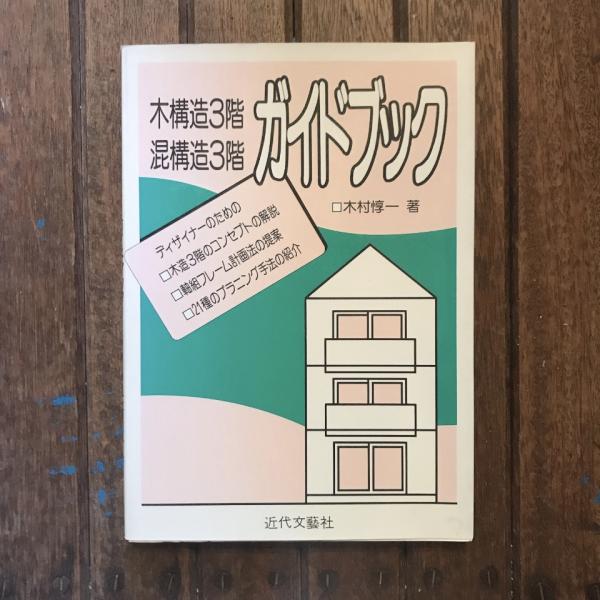 木構造3階
混構造3階
ガイドブック
□木村惇一 著
ディザイナーのための
□木造3階のコンセプトの解説
□軸組フレーム計画法の提案
□21種のプラニング手法の紹介
近代文藝社